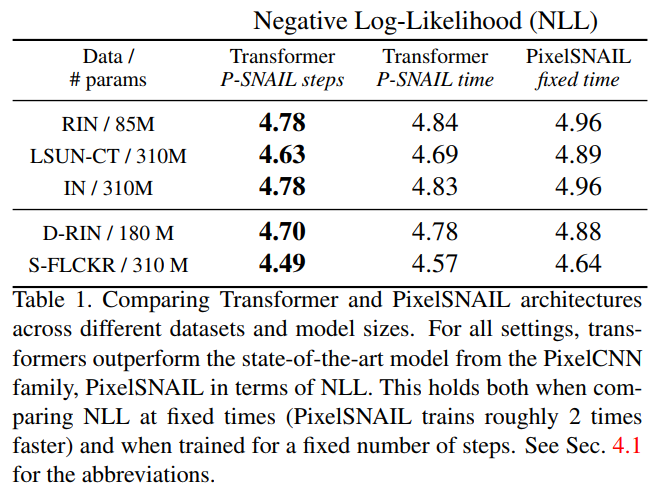 Negative Log-Likelihood (NLL)
Data / Transformer Transformer PixelSNAIL
# params P-SNAIL steps P-SNAIL time fixed time
RIN / 85M 4.78 4.84 4.96
LSUN-CT / 310M 4.63 4.69 4.89
IN / 310M 4.78 4.83 4.96
D-RIN / 180 M 4.70 4.78 4.88
S-FLCKR / 310 M 4.49 4.57 4.64
Table 1. Comparing Transformer and PixelSNAIL architectures
across different datasets and model sizes. For all settings, trans-
formers outperform the state-of-the-art model from the PixelCNN
family, PixelSNAIL in terms of NLL. This holds both when com-
paring NLL at fixed times (PixelSNAIL trains roughly 2 times
faster) and when trained for a fixed number of steps. See Sec. 4.1
for the abbreviations.